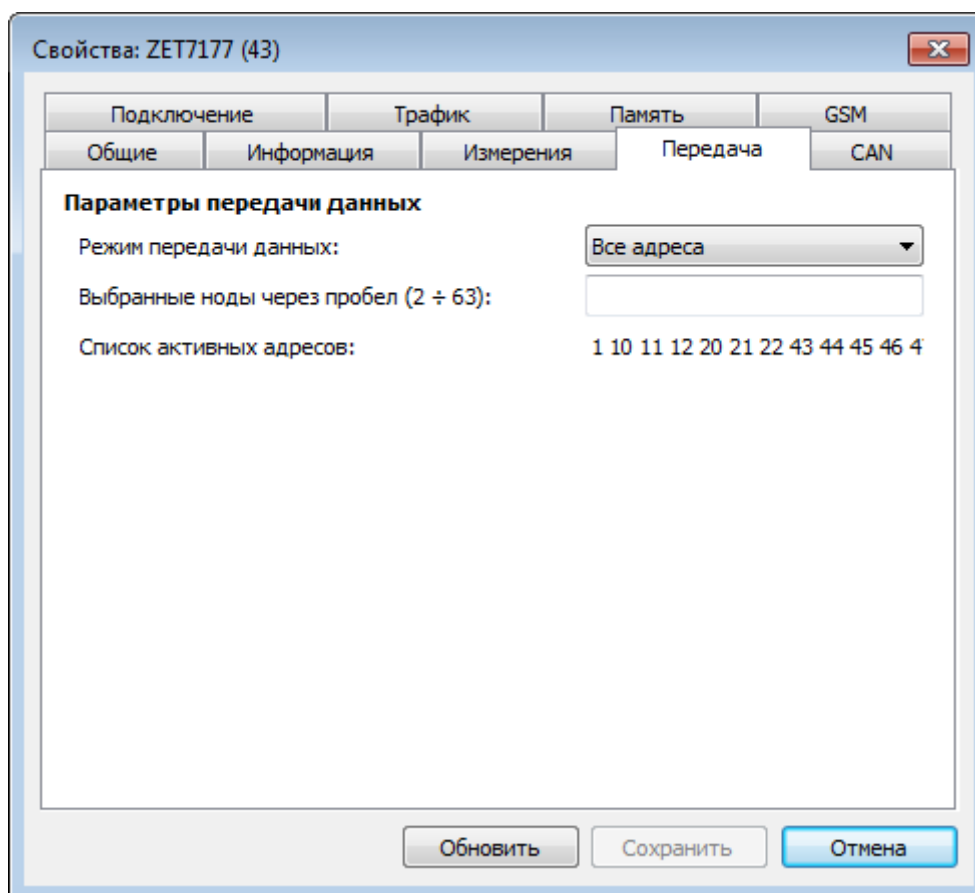 Свойства: ZET7177 (43)
Подключение Трафик Память GSM
Общие Информация Измерения Передача CAN
Параметры передачи данных
Режим передачи данных: Все адреса
Выбранные ноды через пробел (2 ÷ 63):
Список активных адресов: 1 10 11 12 20 21 22 43 44 45 46
Обновить Сохранить Отмена